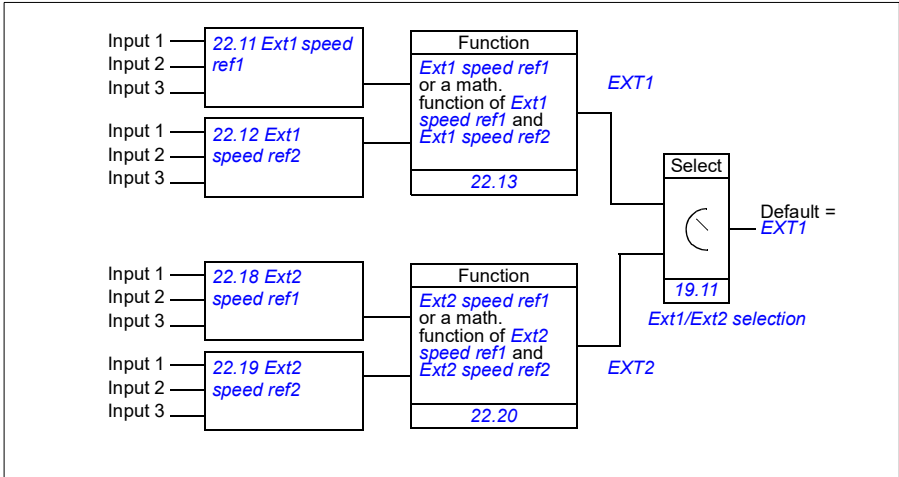 Input 1
Input 2
Input 3
22.11 Ext1 speed
ref1
Input 1
Input 2
Input 3
22.12 Ext1
speed ref2
Function
Ext1 speed ref1
or a math.
function of Ext1
speed ref1 and
Ext1 speed ref2
22.13
EXT1
Input 1
Input 2
Input 3
22.18 Ext2
speed ref1
Input 1
Input 2
Input 3
22.19 Ext2
speed ref2
Function
Ext2 speed ref1
or a math.
function of Ext2
speed ref1 and
Ext2 speed ref2
22.20
EXT2
Select
19.11
Ext1/Ext2 selection
Default =
EXT1